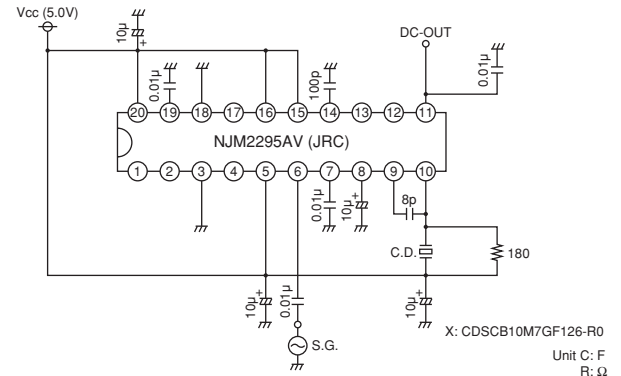 Vcc (5.0V)
10µ
+
DC-OUT
0.01µ
100p
0.01µ
20 19 18 17 16 15 14 13 12 11
NJM2295AV (JRC)
1 2 3 4 5 6 7 8 9 10
0.01µ
10µ
+
8p
C.D.
180
10µ
+
0.01µ
10µ
+
S.G.
X: CDSCB10M7GF126-R0
Unit C: F
R: Ω